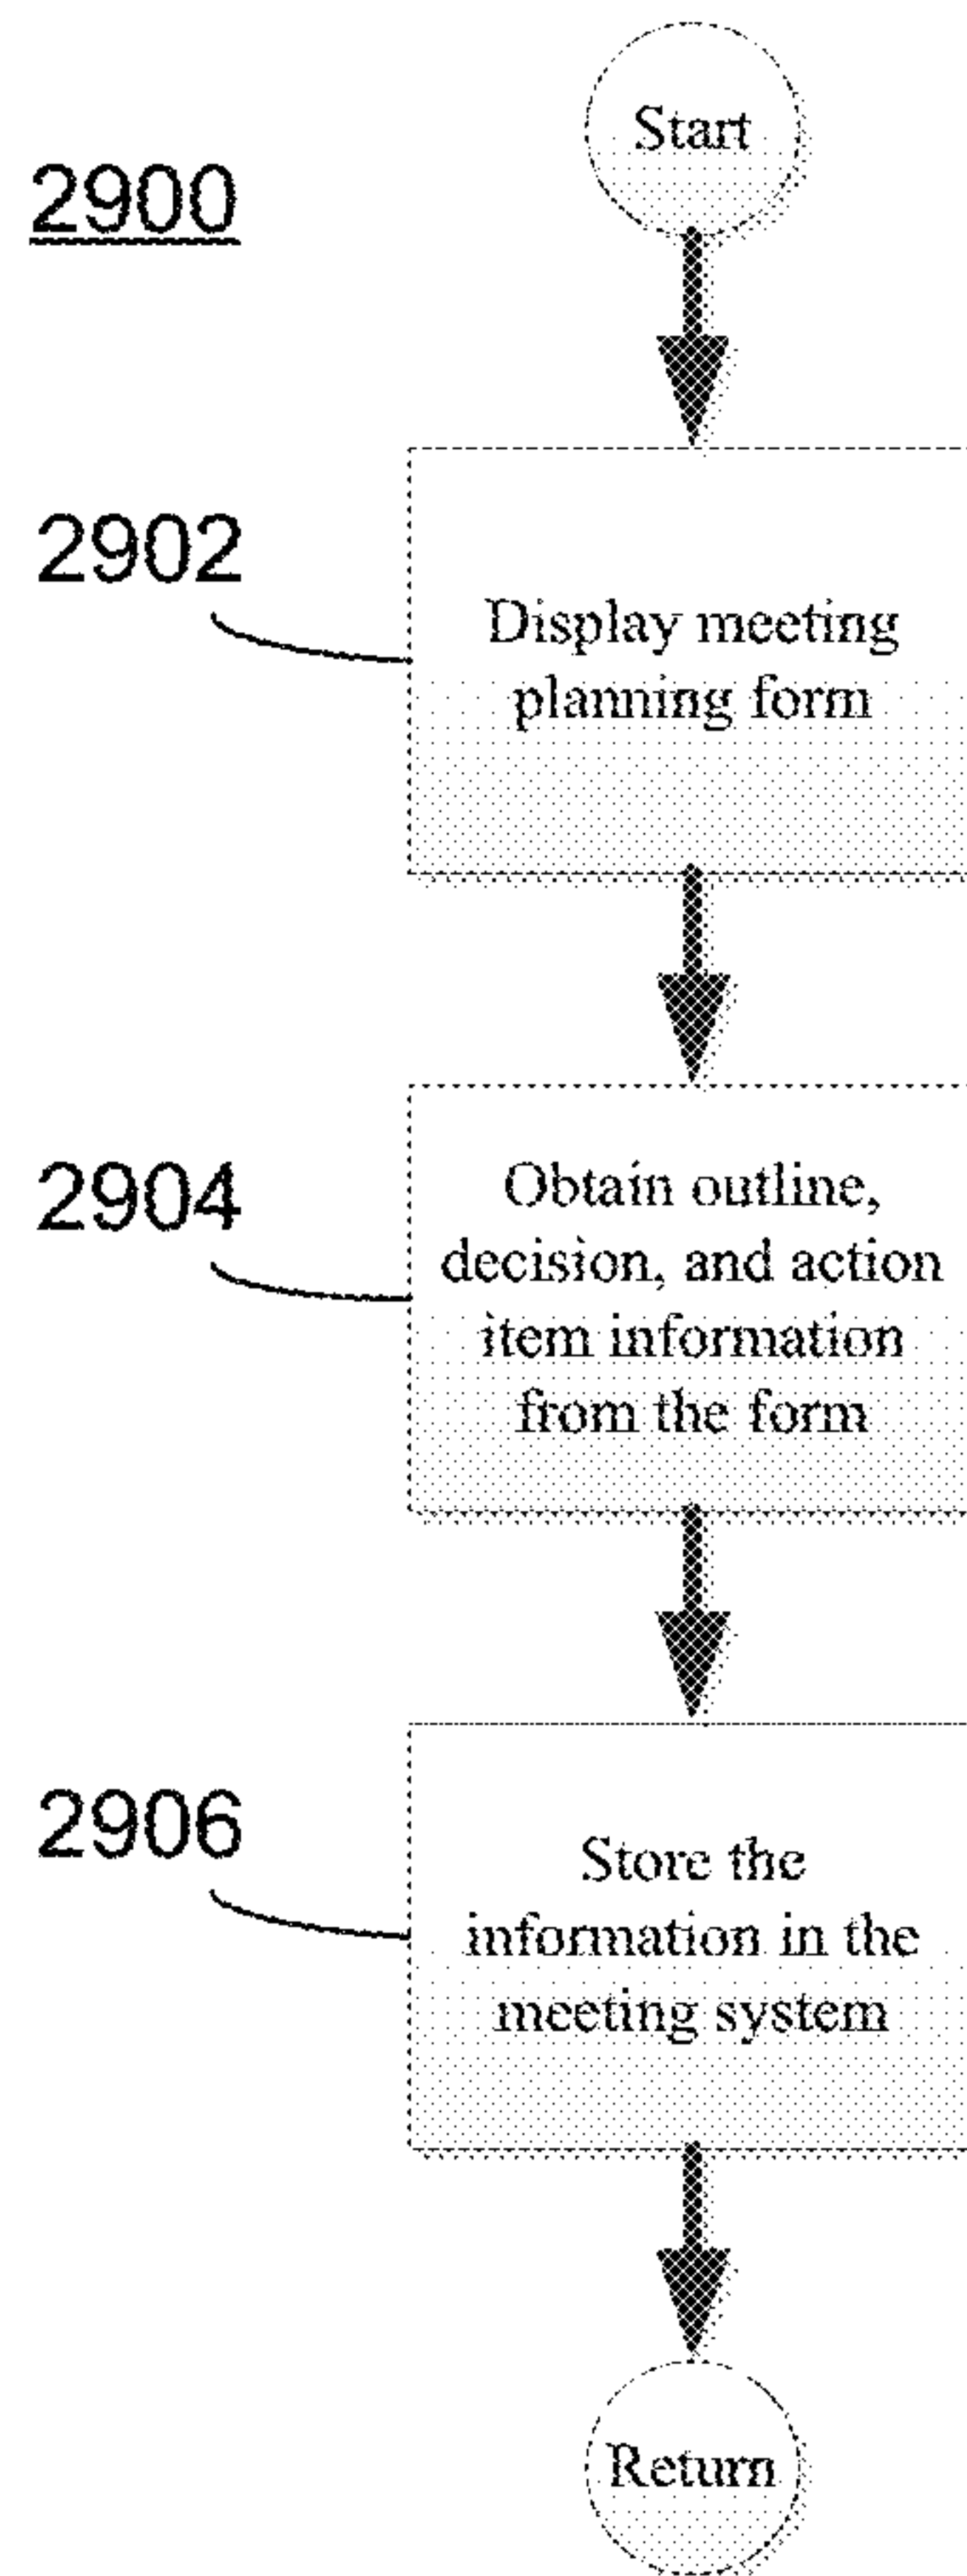 Start
2900
2902
Display meeting
planning form
2904
Obtain outline,
decision, and action
item information
from the form
2906
Store the
information in the
meeting system
Return